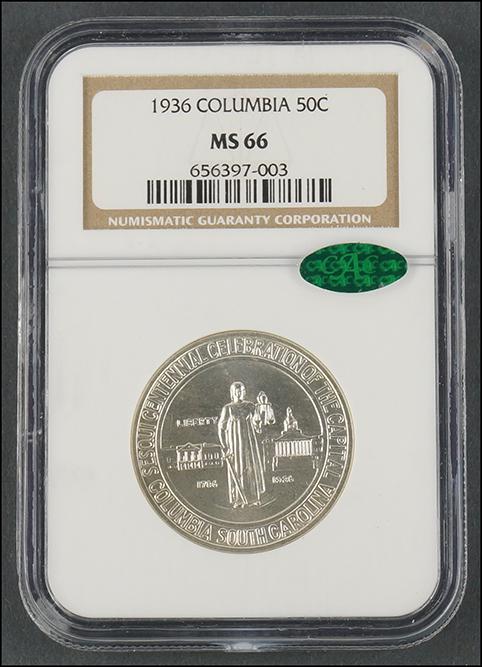 1936 COLUMBIA 50C
MS 66
656397-003
NUMISMATIC GUARANTY CORPORATION
CAC
SESQUICENTENNIAL CELEBRATION OF THE CAPITAL
LIBERTY
1786 1936
COLUMBIA SOUTH CAROLINA